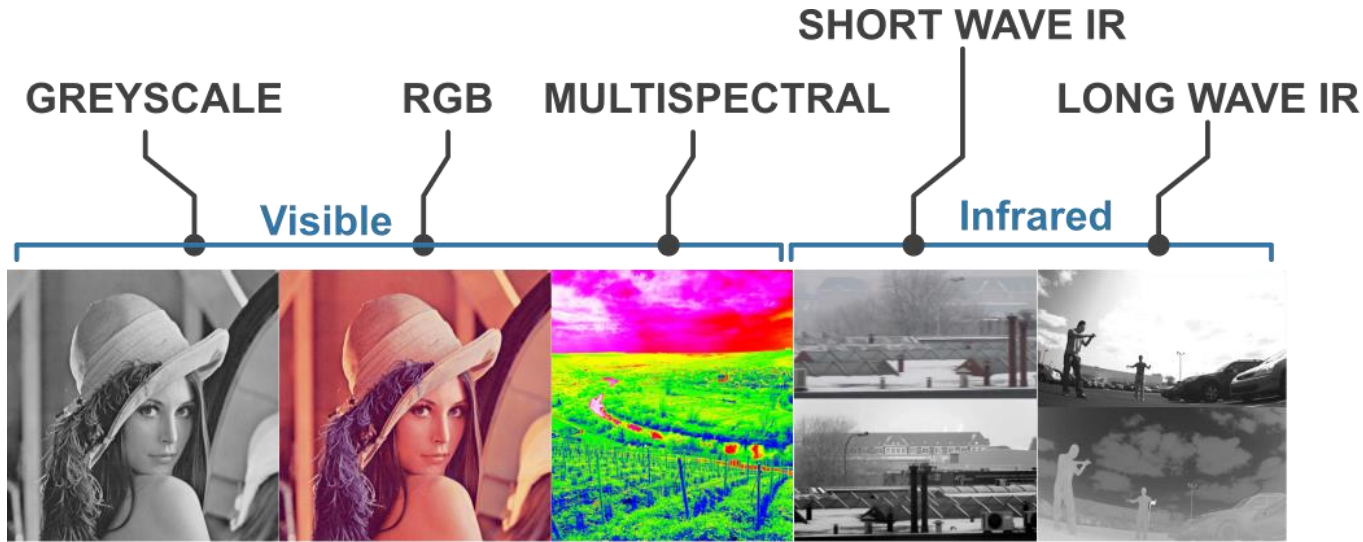 SHORT WAVE IR
GREYSCALE
RGB
MULTISPECTRAL
LONG WAVE IR
Visible
Infrared